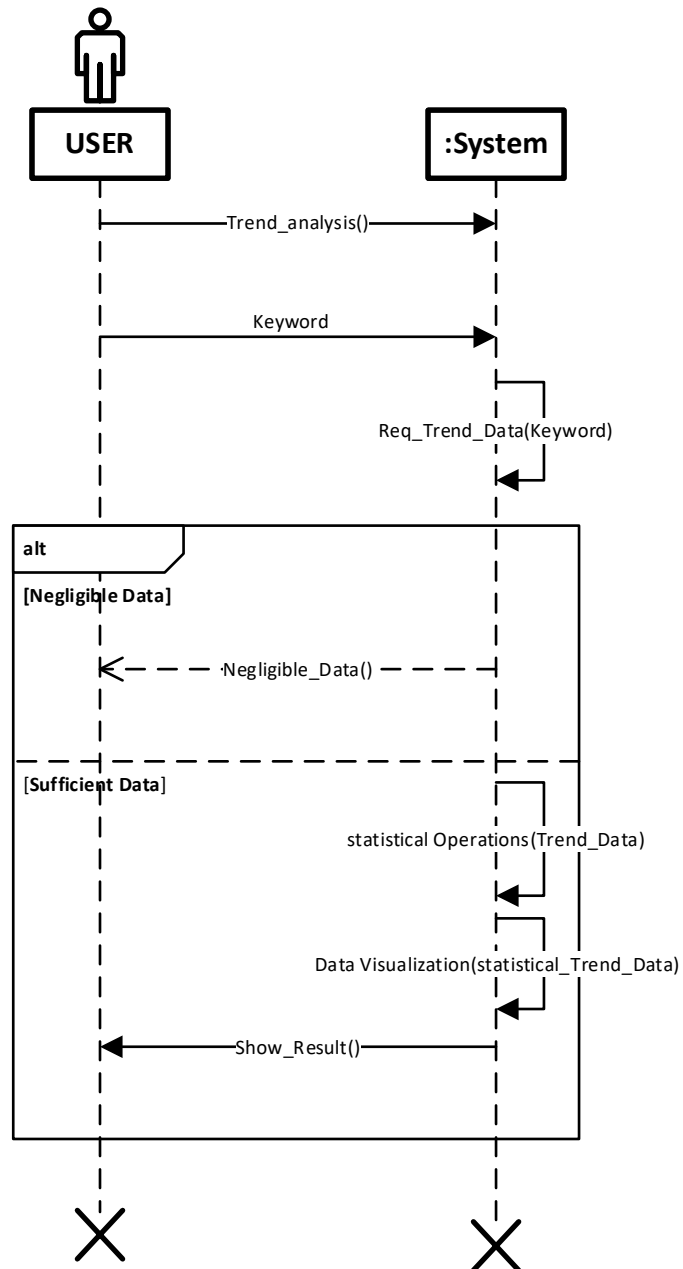 USER
:System
Trend_analysis()
Keyword
Req_Trend_Data(Keyword)
alt
[Negligible Data]
Negligible_Data()
[Sufficient Data]
statistical Operations(Trend_Data)
Data Visualization(statistical_Trend_Data)
Show_Result()